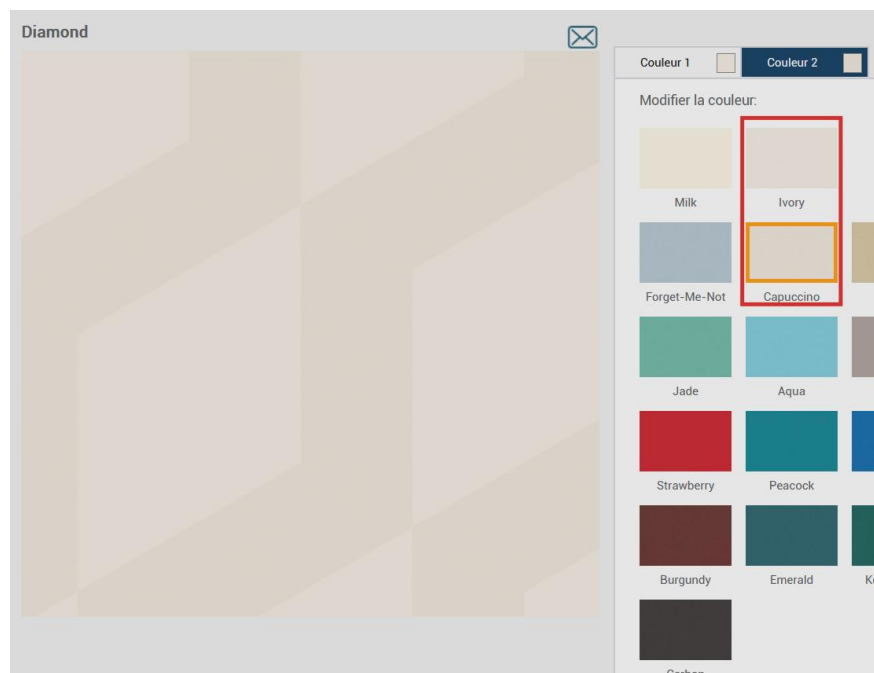 Diamond
Couleur 1
Couleur 2
Modifier la couleur:
Milk
Ivory
Forget-Me-Not
Capuccino
Jade
Aqua
Strawberry
Peacock
Burgundy
Emerald